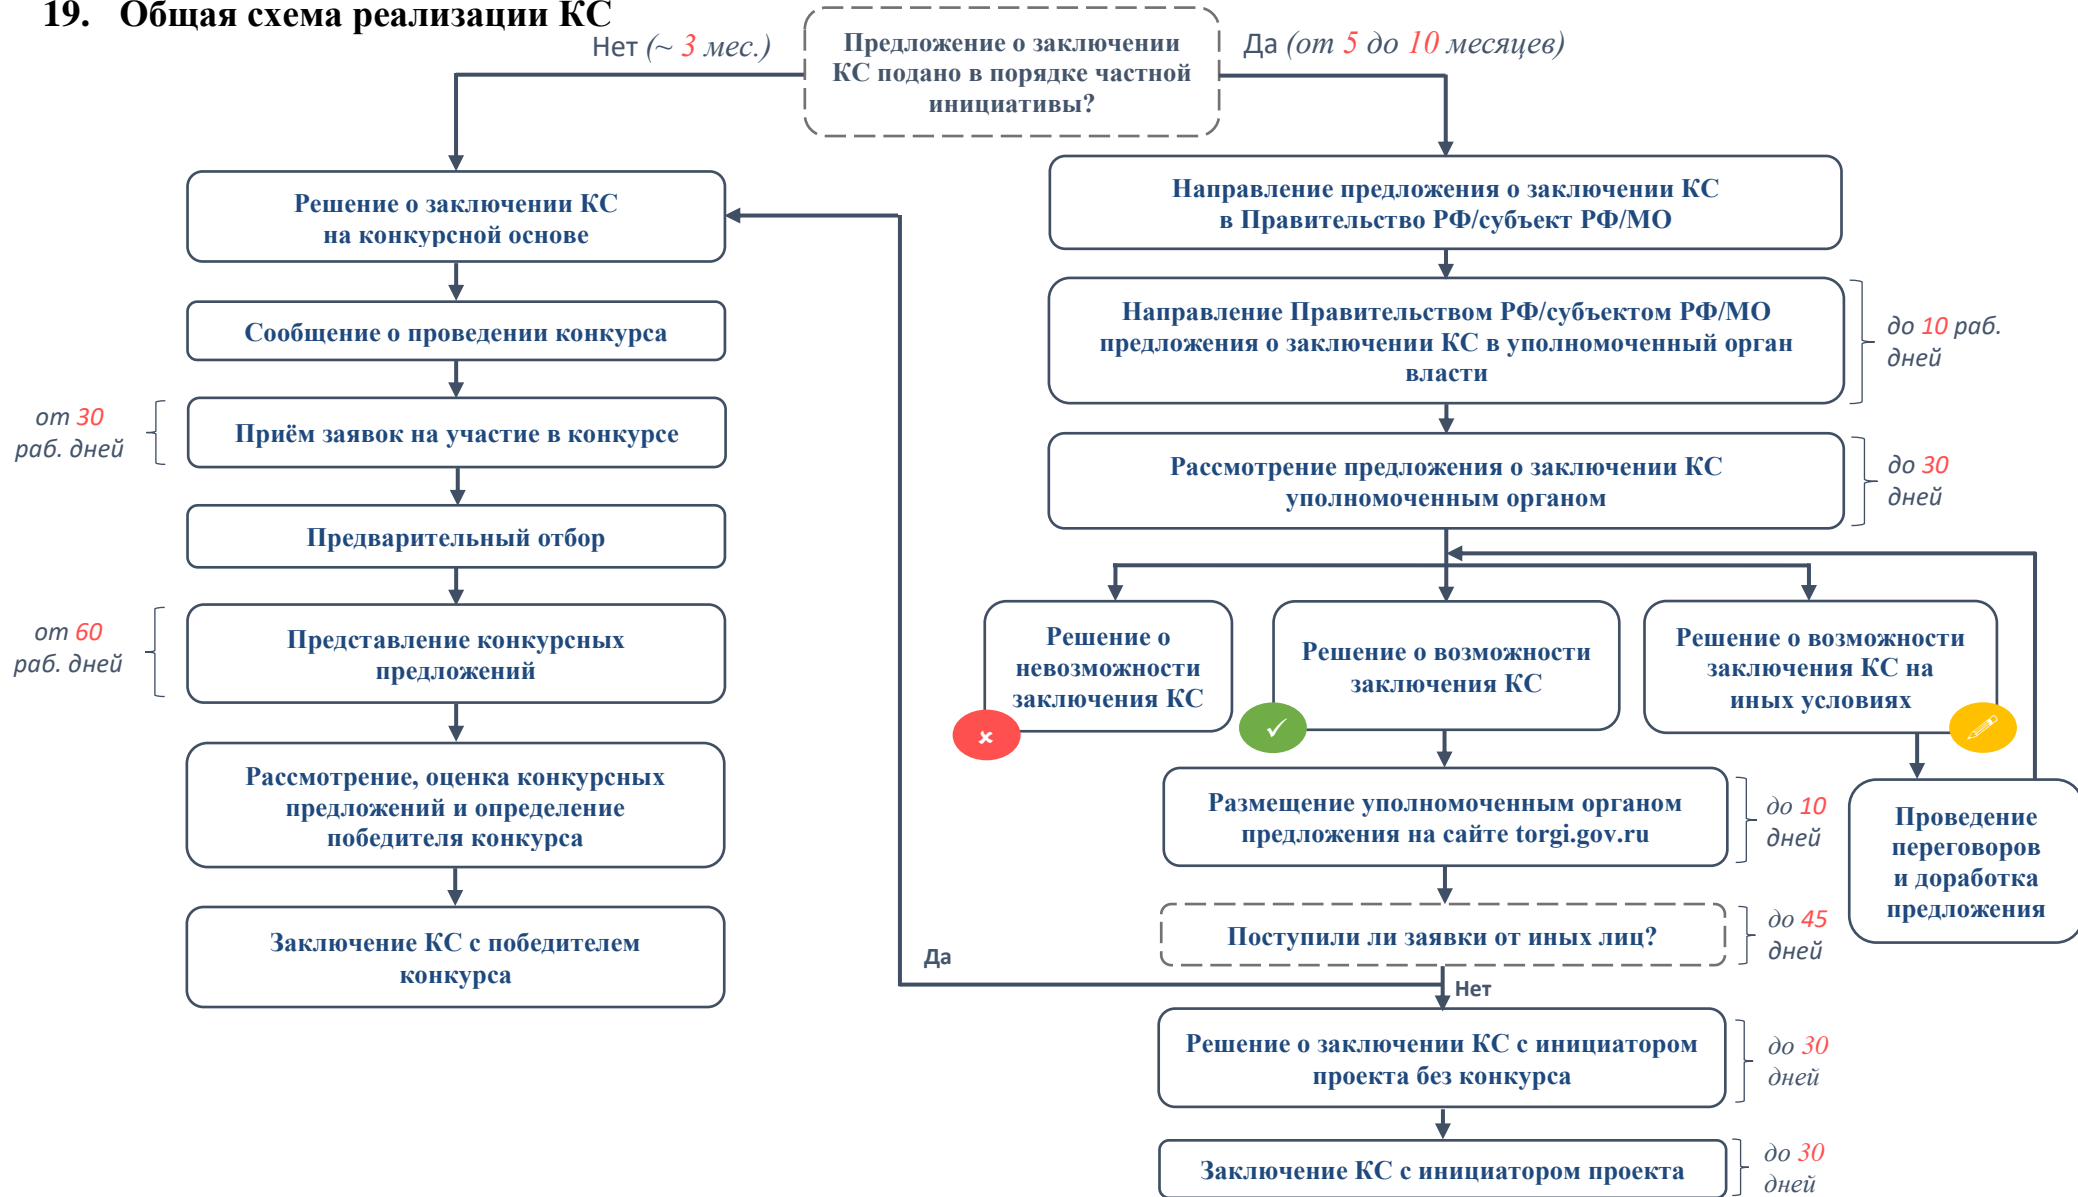 19. Общая схема реализации КС
Нет (~ 3 мес.)
Предложение о заключении
КС подано в порядке частной
инициативы?
Да (от 5 до 10 месяцев)
Решение о заключении КС
на конкурсной основе
Сообщение о проведении конкурса
от 30
раб. дней
Приём заявок на участие в конкурсе
Предварительный отбор
от 60
раб. дней
Представление конкурсных
предложений
Рассмотрение, оценка конкурсных
предложений и определение
победителя конкурса
Заключение КС с победителем
конкурса
Направление предложения о заключении КС
в Правительство РФ/субъект РФ/МО
Направление Правительством РФ/субъектом РФ/МО
предложения о заключении КС в уполномоченный орган
власти
до 10 раб.
дней
Рассмотрение предложения о заключении КС
уполномоченным органом
до 30
дней
Решение о
невозможности
заключения КС
Решение о возможности
заключения КС
Решение о возможности
заключения КС на
иных условиях
Размещение уполномоченным органом
предложения на сайте torgi.gov.ru
до 10
дней
Проведение
переговоров
и доработка
предложения
Поступили ли заявки от иных лиц?
до 45
дней
Да
Нет
Решение о заключении КС с инициатором
проекта без конкурса
до 30
дней
Заключение КС с инициатором проекта
до 30
дней